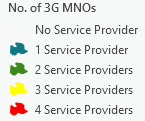 No. of 3G MNOs
No Service Provider
1 Service Provider
2 Service Providers
3 Service Providers
4 Service Providers